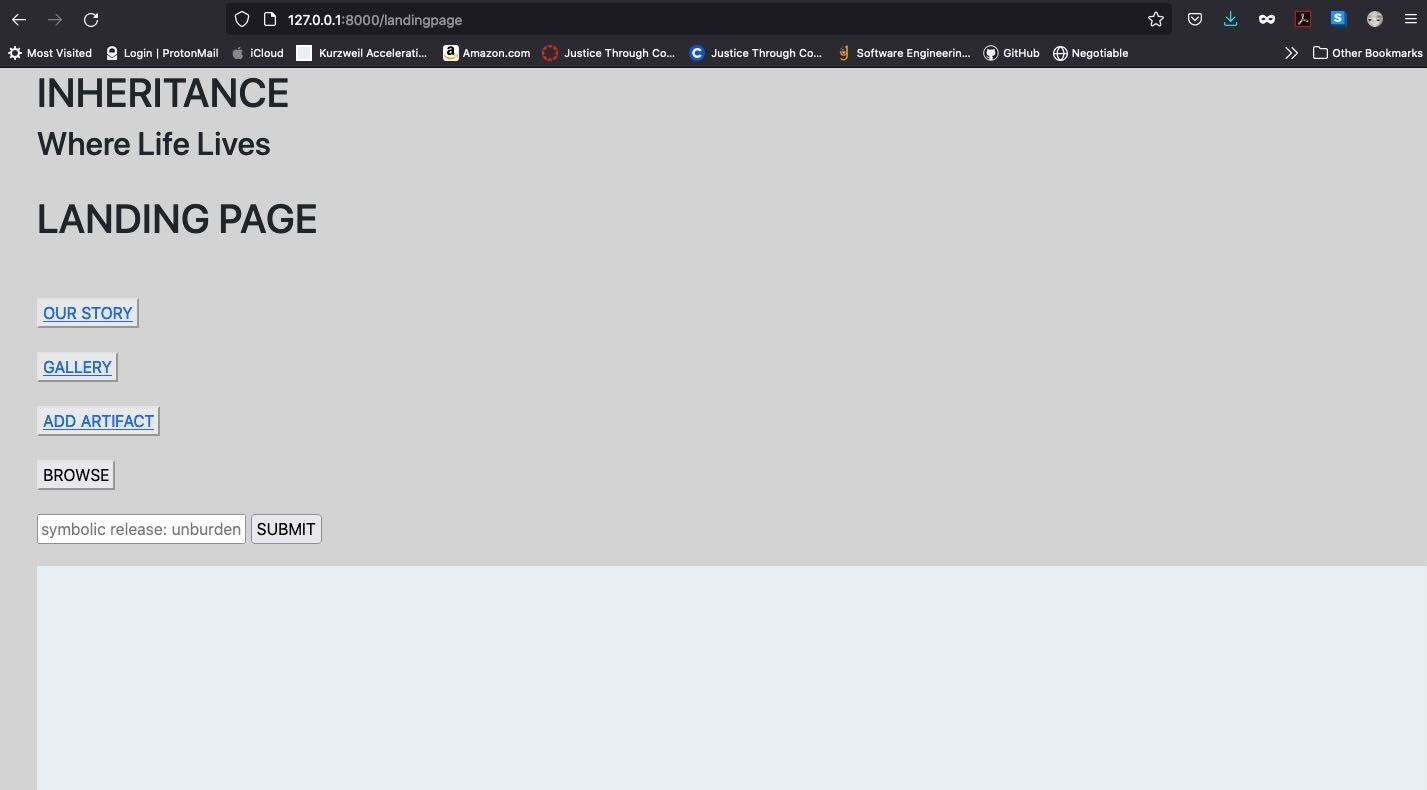 127.0.0.1:8000/landingpage
Most Visited Login | ProtonMail iCloud Kurzweil Accelerati... Amazon.com Justice Through Co... Justice Through Co... Software Engineerin... GitHub Negotiable Other Bookmarks
INHERITANCE
Where Life Lives
LANDING PAGE
OUR STORY
GALLERY
ADD ARTIFACT
BROWSE
symbolic release: unburden SUBMIT